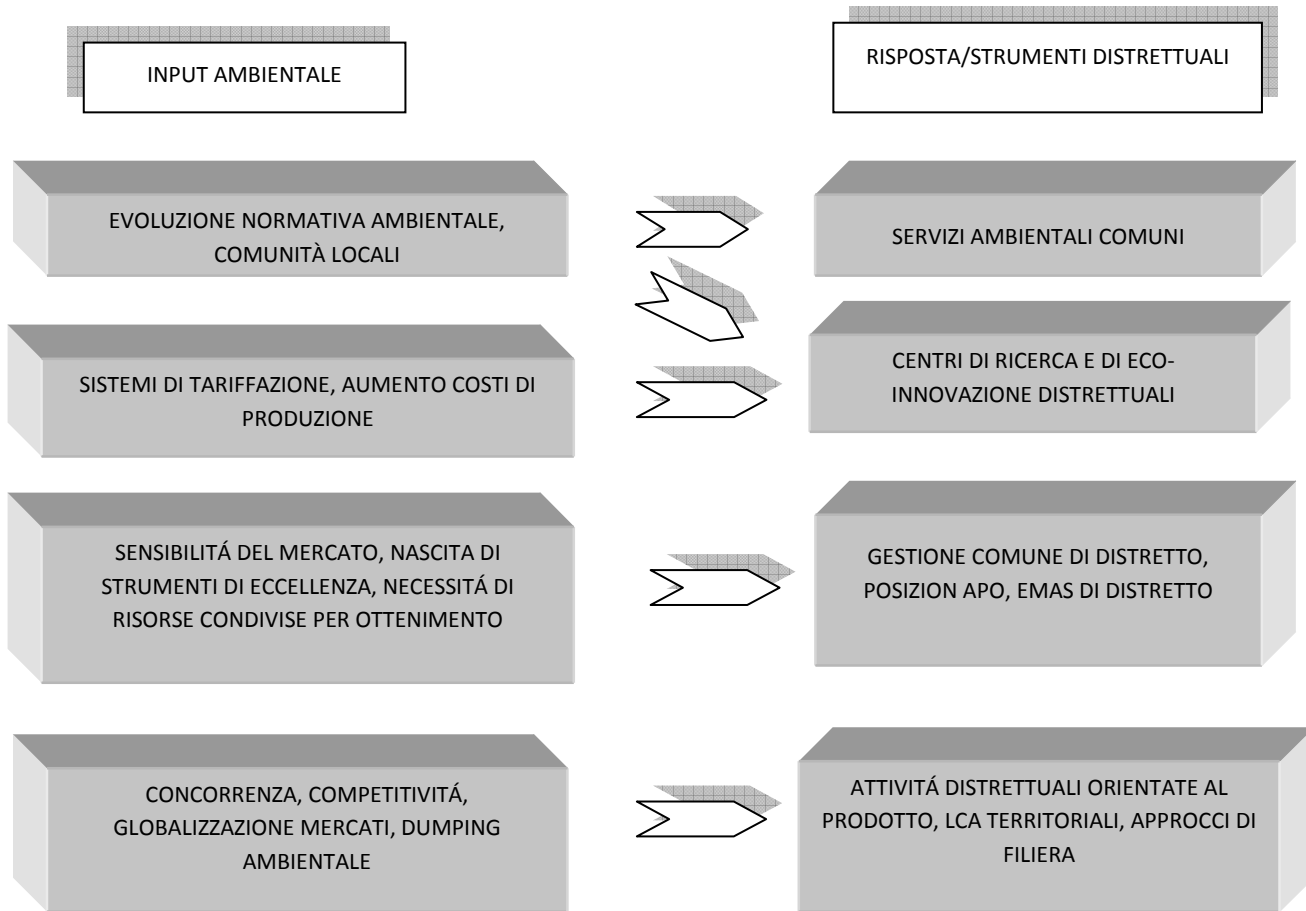 INPUT AMBIENTALE
RISPOSTA/STRUMENTI DISTRETTUALI
EVOLUZIONE NORMATIVA AMBIENTALE,
COMUNITÀ LOCALI
SERVIZI AMBIENTALI COMUNI
SISTEMI DI TARIFFAZIONE, AUMENTO COSTI DI
PRODUZIONE
CENTRI DI RICERCA E DI ECO-
INNOVAZIONE DISTRETTUALI
SENSIBILITÁ DEL MERCATO, NASCITA DI
STRUMENTI DI ECCELLENZA, NECESSITÁ DI
RISORSE CONDIVISE PER OTTENIMENTO
GESTIONE COMUNE DI DISTRETTO,
POSIZION APO, EMAS DI DISTRETTO
CONCORRENZA, COMPETITIVITÁ,
GLOBALIZZAZIONE MERCATI, DUMPING
AMBIENTALE
ATTIVITÁ DISTRETTUALI ORIENTATE AL
PRODOTTO, LCA TERRITORIALI, APPROCCI DI
FILIERA